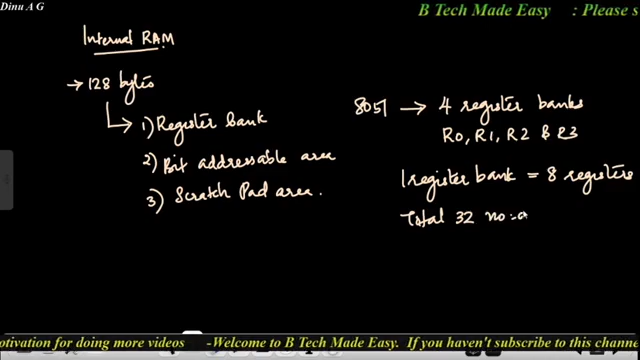 Dinu A G
B Tech Made Easy : Please s
Internal RAM
→ 128 bytes
1) Register bank
2) Bit addressable area
3) Scratch Pad area.
8051 → 4 register banks
R0, R1, R2 & R3
1 register bank = 8 registers
Total 32 no. o
otivation for doing more videos -Welcome to B Tech Made Easy. If you haven't subscribe to this channe